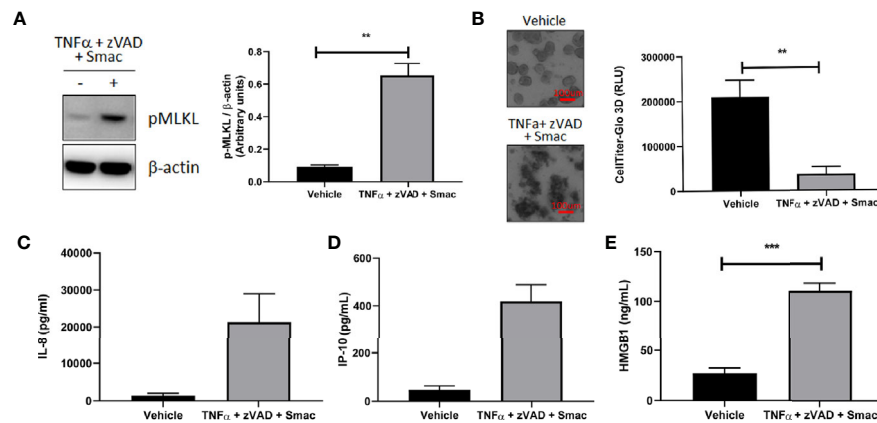 A
TNFα + zVAD
+ Smac
- +
pMLKL
β-actin
p-MLKL / β-actin
(Arbitrary units)
0.8
0.6
0.4
0.2
0.0
**
Vehicle TNFα + zVAD + Smac
B
Vehicle
100µm
TNFa+ zVAD
+ Smac
100µm
CellTiter-Glo 3D (RLU)
300000
200000
100000
0
**
Vehicle TNFα + zVAD + Smac
C
IL-8 (pg/ml)
40000
30000
20000
10000
0
Vehicle TNFα + zVAD + Smac
D
IP-10 (pg/mL)
600
400
200
0
Vehicle TNFα + zVAD + Smac
E
HMGB1 (ng/mL)
150
100
50
0
***
Vehicle TNFα + zVAD + Smac